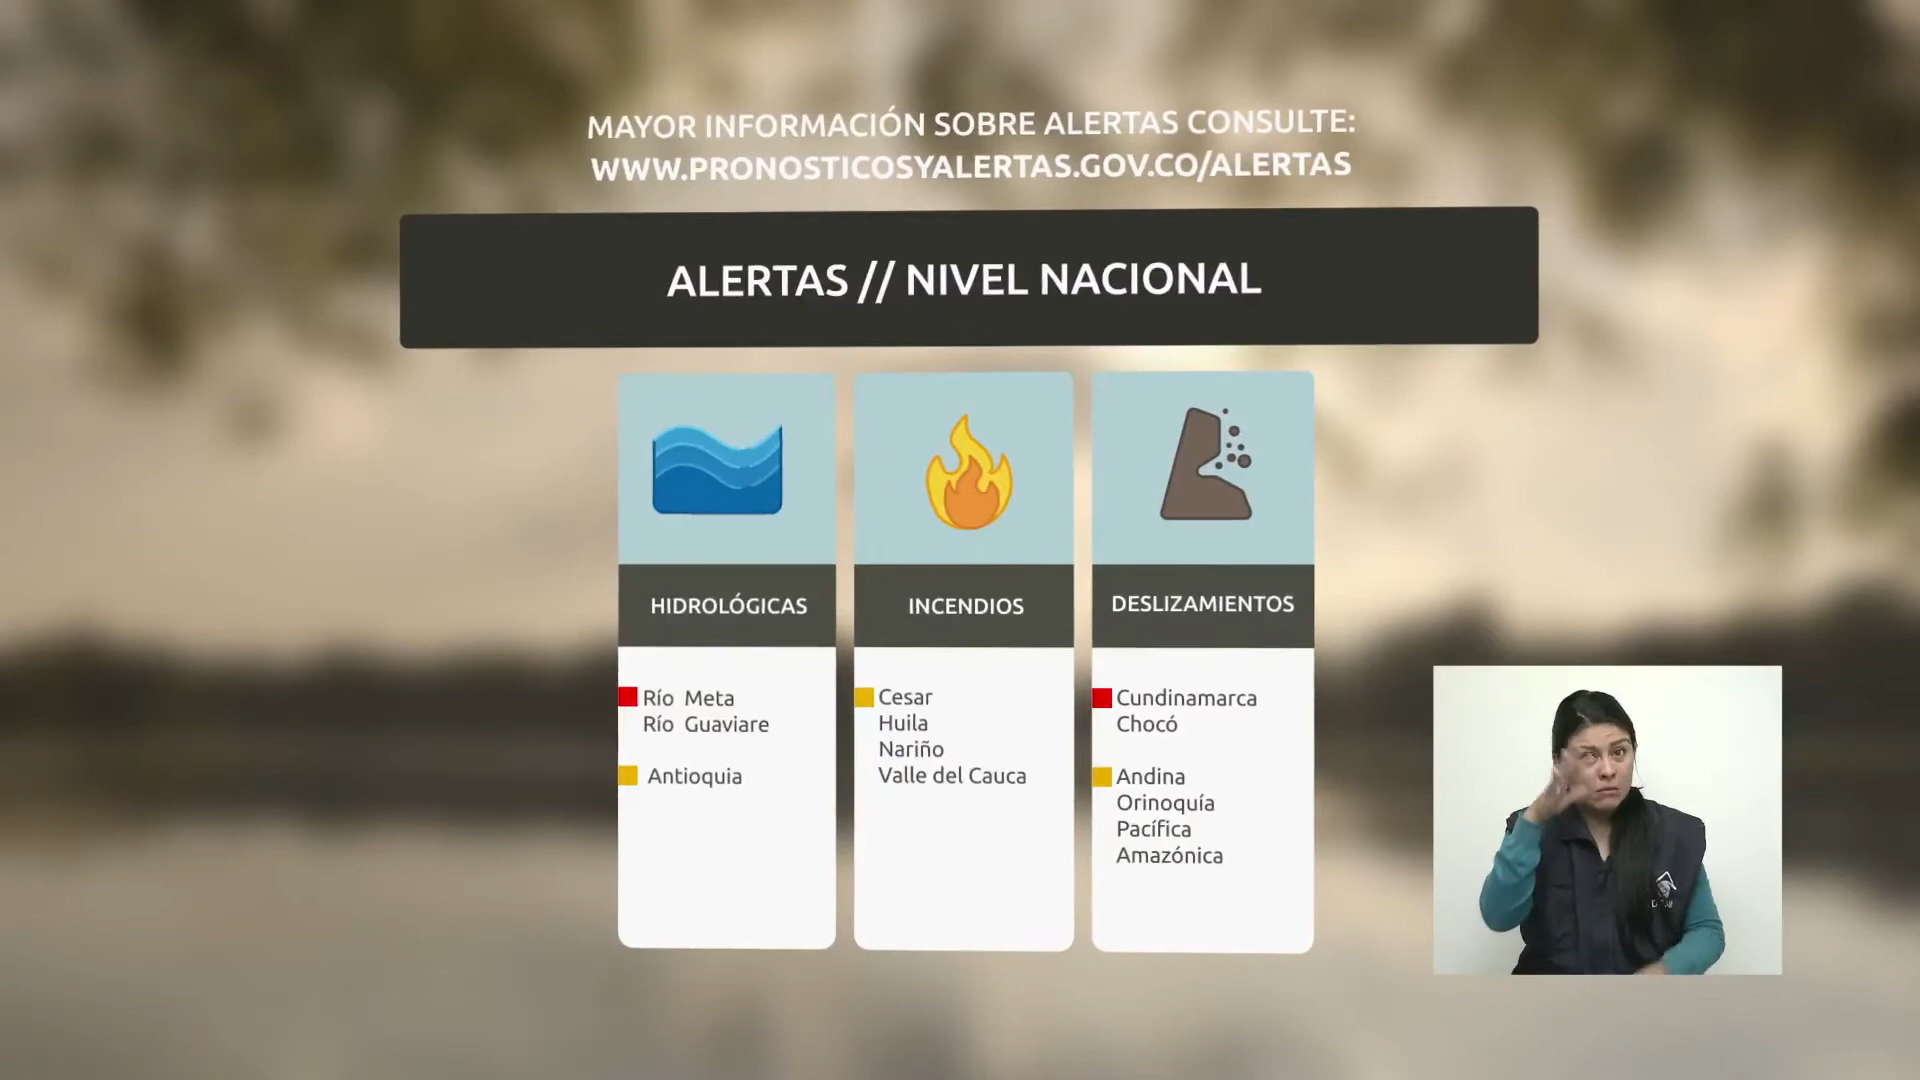 MAYOR INFORMACIÓN SOBRE ALERTAS CONSULTE:
WWW.PRONOSTICOSYALERTAS.GOV.CO/ALERTAS
ALERTAS // NIVEL NACIONAL
HIDROLÓGICAS
Río Meta
Río Guaviare
Antioquia
INCENDIOS
Cesar
Huila
Nariño
Valle del Cauca
DESLIZAMIENTOS
Cundinamarca
Chocó
Andina
Orinoquía
Pacífica
Amazónica